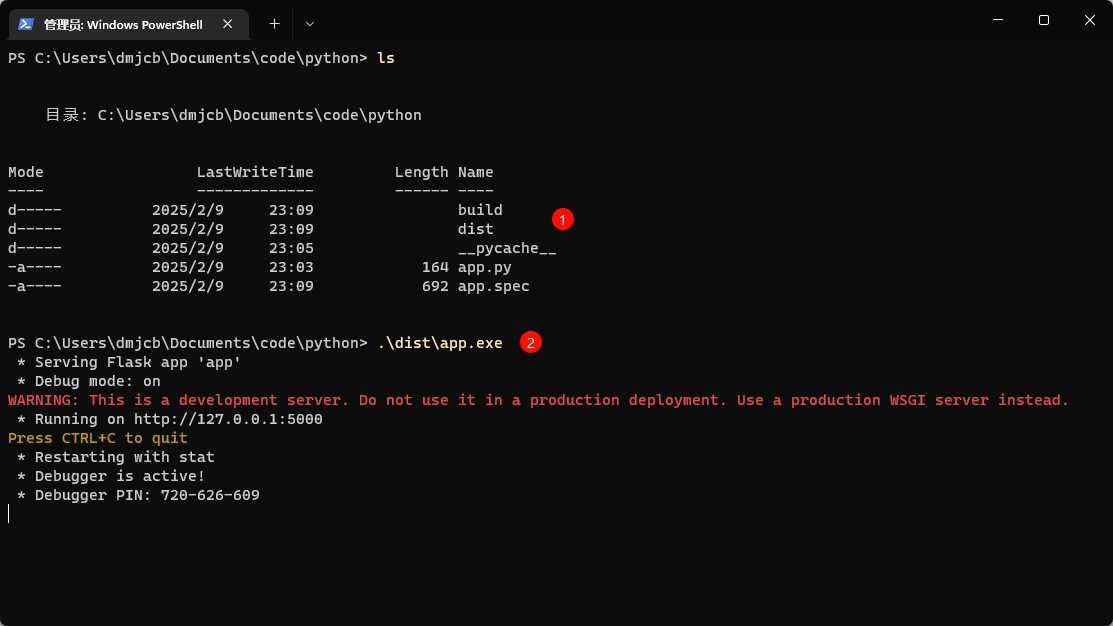 管理员: Windows PowerShell
PS C:\Users\dmjcb\Documents\code\python> ls
目录: C:\Users\dmjcb\Documents\code\python
Mode LastWriteTime Length Name
---- ------------- ------ ----
d----- 2025/2/9 23:09 build
d----- 2025/2/9 23:09 dist
1
d----- 2025/2/9 23:05 __pycache__
-a---- 2025/2/9 23:03 164 app.py
-a---- 2025/2/9 23:09 692 app.spec
PS C:\Users\dmjcb\Documents\code\python> .\dist\app.exe 2
* Serving Flask app 'app'
* Debug mode: on
WARNING: This is a development server. Do not use it in a production deployment. Use a production WSGI server instead.
* Running on http://127.0.0.1:5000
Press CTRL+C to quit
* Restarting with stat
* Debugger is active!
* Debugger PIN: 720-626-609